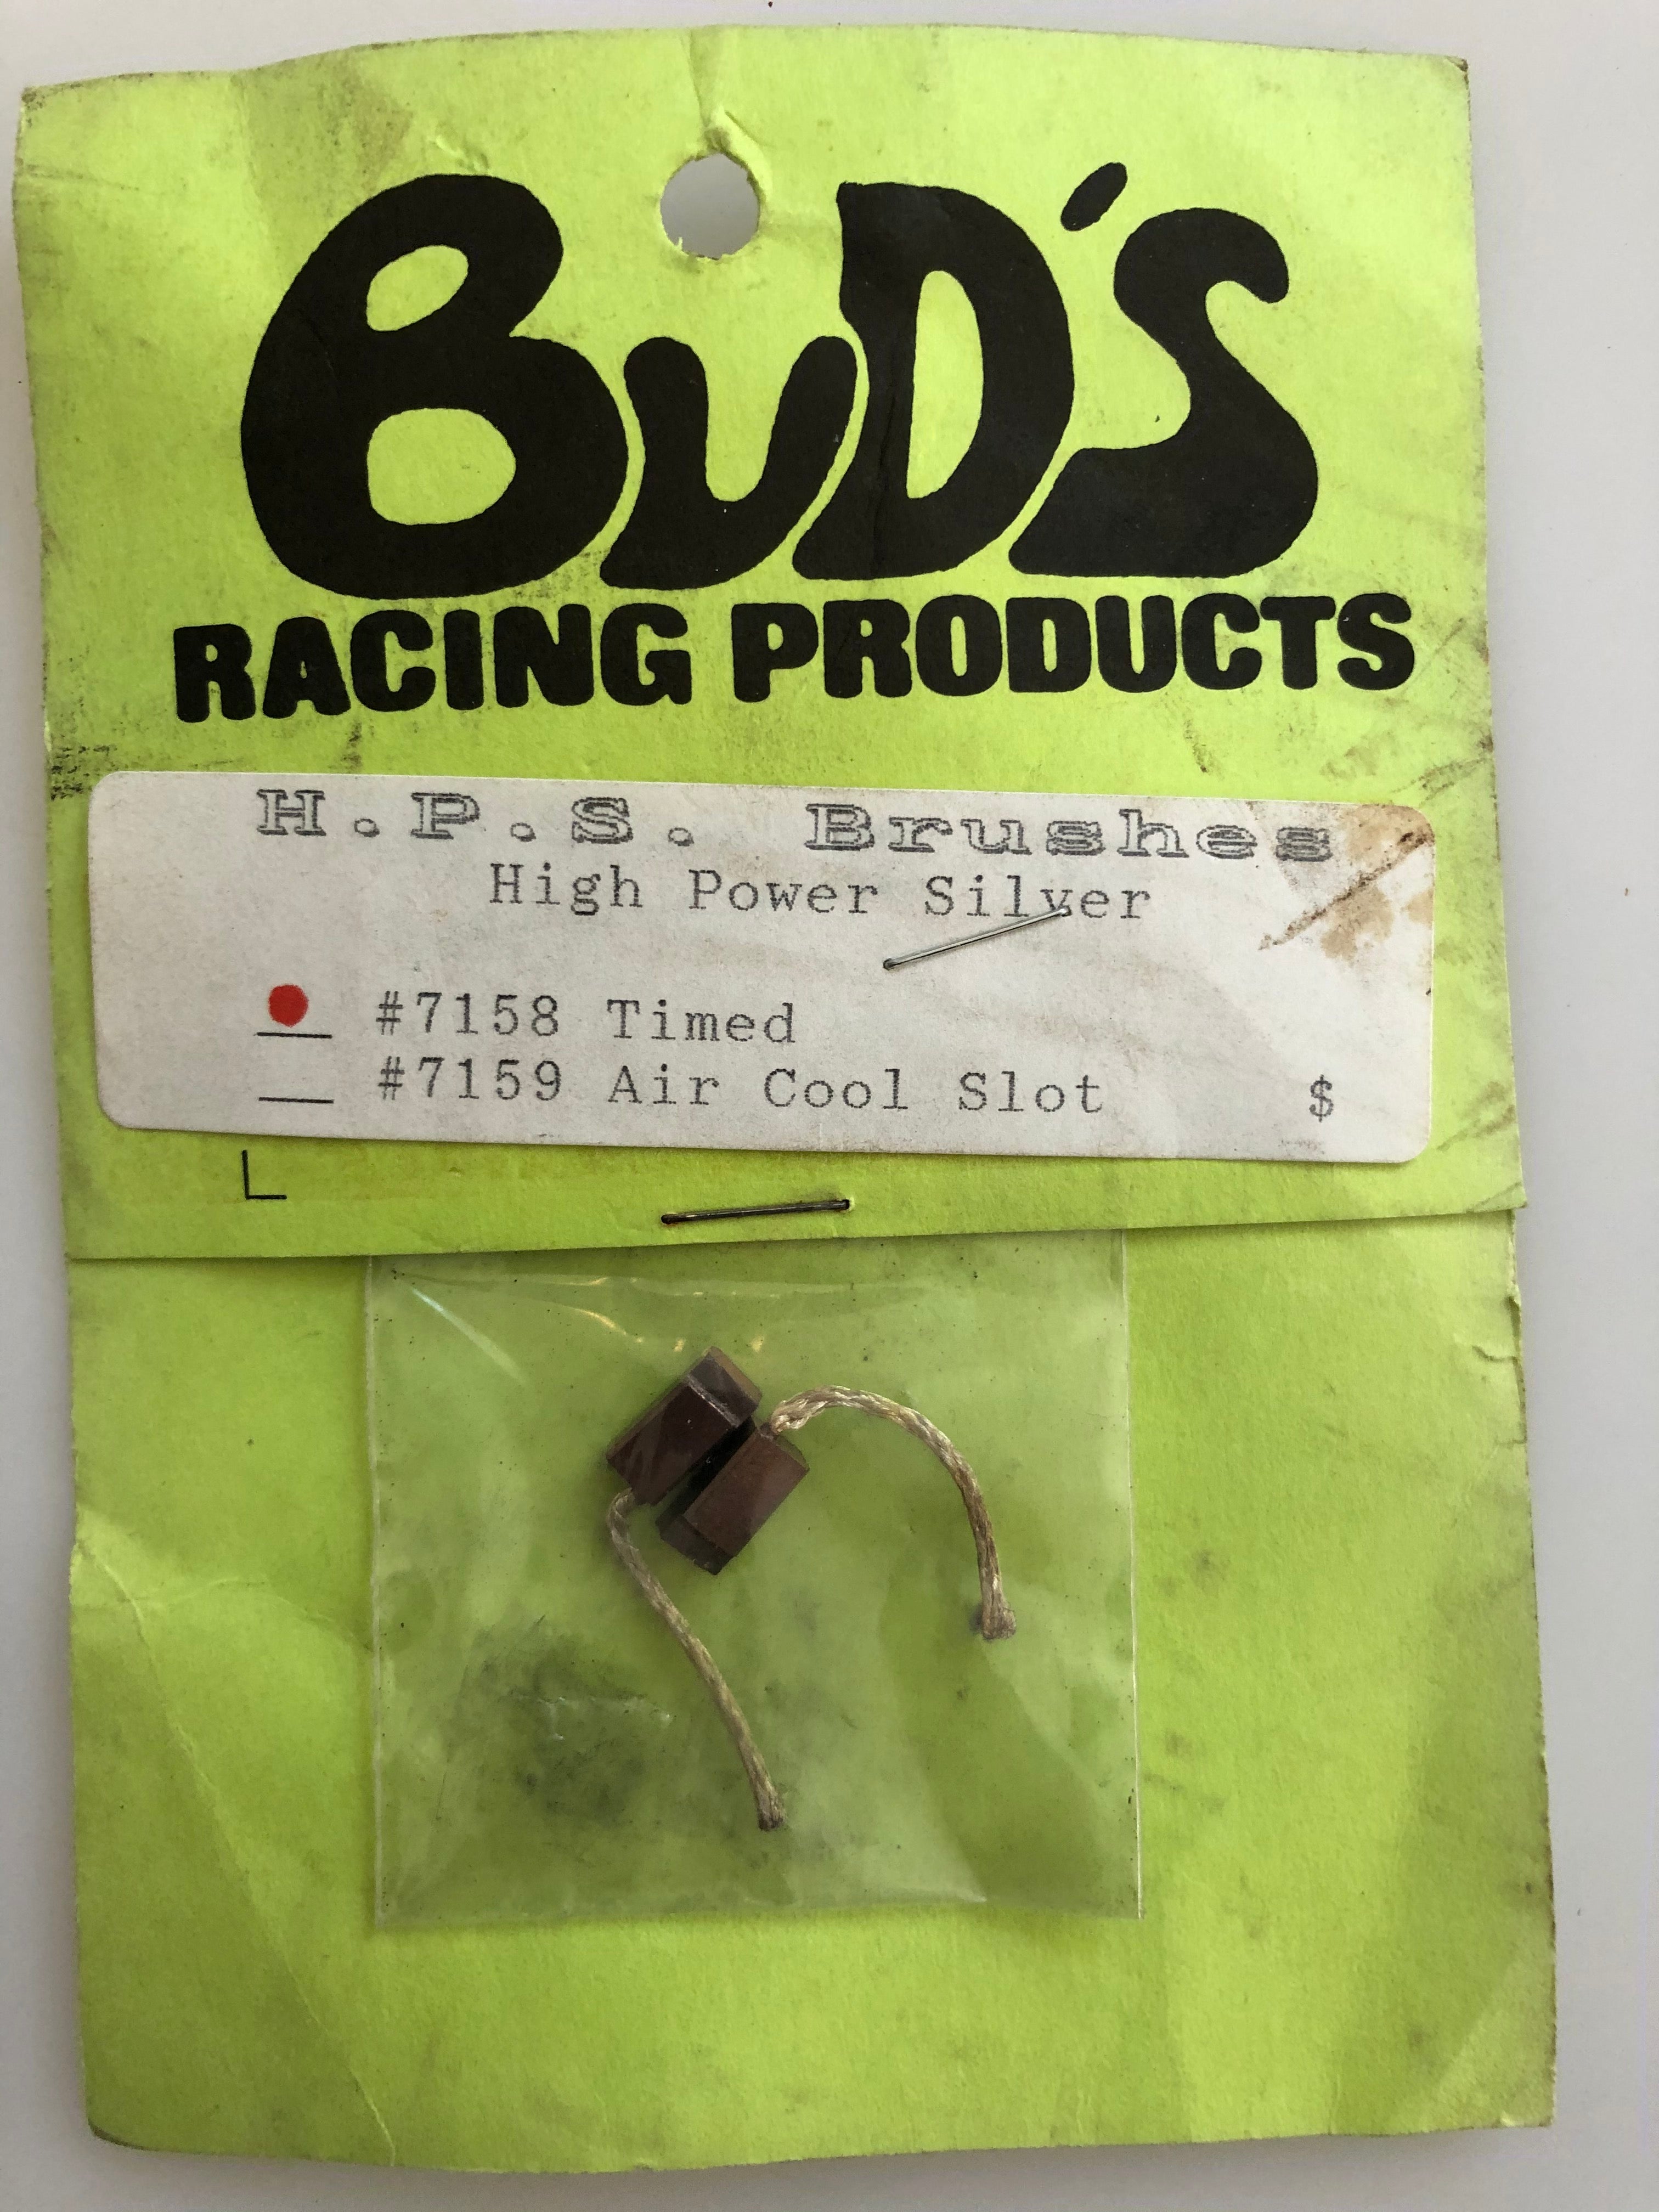 BuD'S
RACING PRODUCTS
H.P.S. Brushes
High Power Silver
#7158 Timed
#7159 Air Cool Slot $